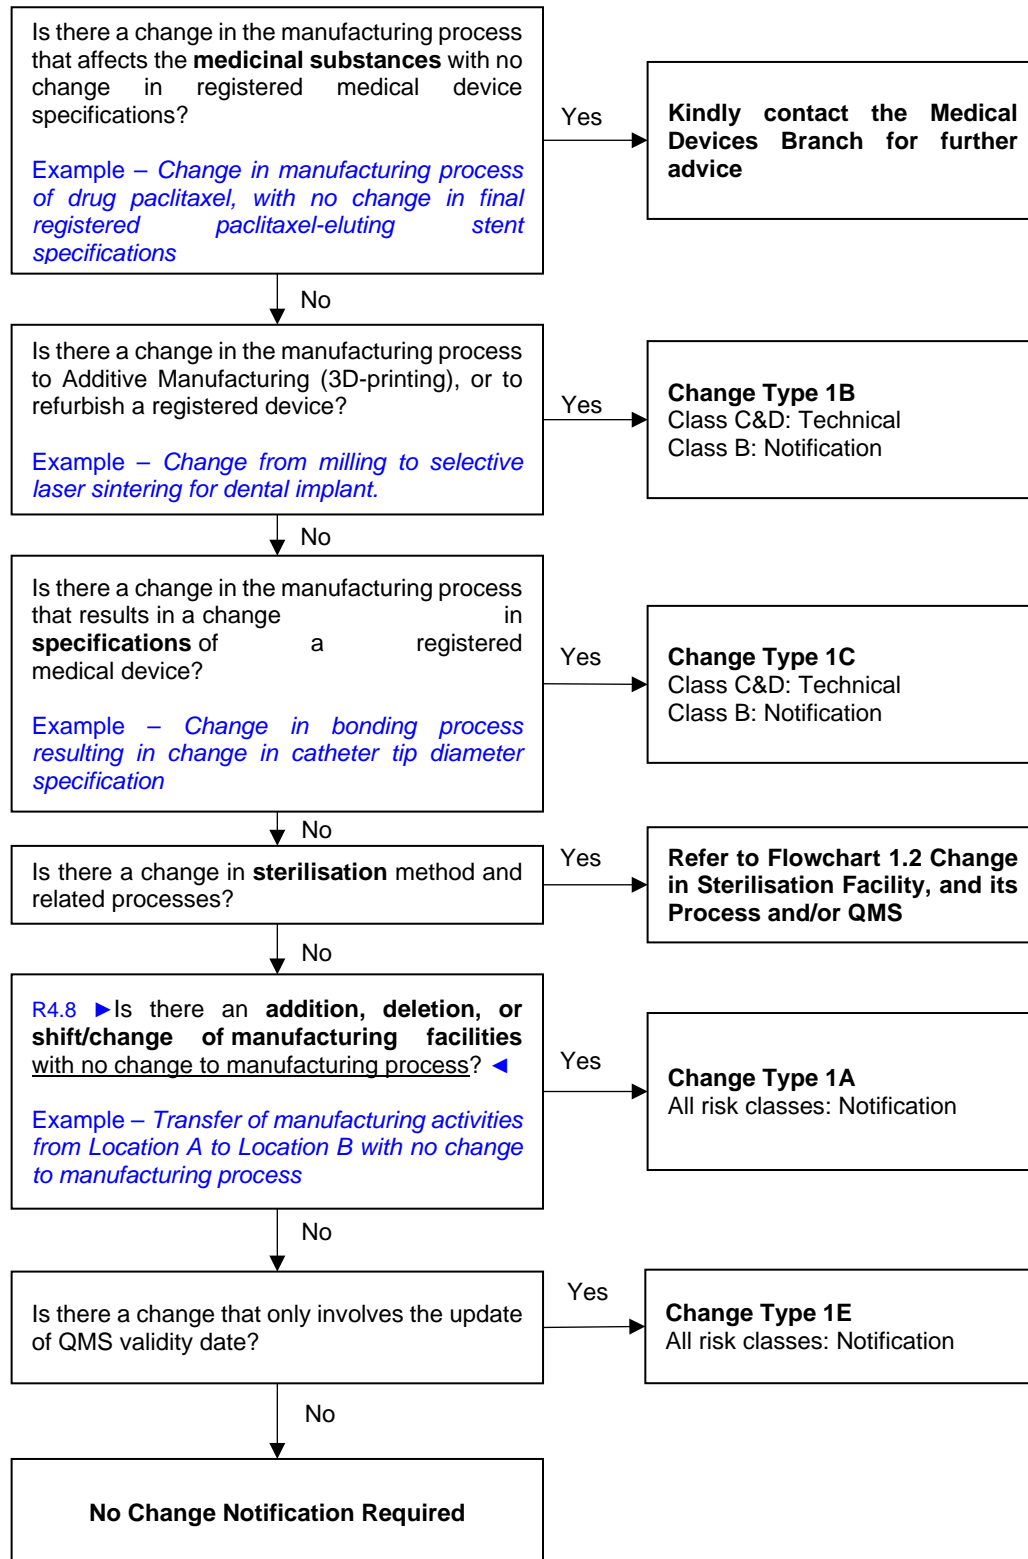 Is there a change in the manufacturing process
that affects the medicinal substances with no
change in registered medical device
specifications?
Example – Change in manufacturing process
of drug paclitaxel, with no change in final
registered paclitaxel-eluting stent
specifications
Yes
Kindly contact the Medical
Devices Branch for further
advice
No
Is there a change in the manufacturing process
to Additive Manufacturing (3D-printing), or to
refurbish a registered device?
Example – Change from milling to selective
laser sintering for dental implant.
Yes
Change Type 1B
Class C&D: Technical
Class B: Notification
No
Is there a change in the manufacturing process
that results in a change in
specifications of a registered
medical device?
Example – Change in bonding process
resulting in change in catheter tip diameter
specification
Yes
Change Type 1C
Class C&D: Technical
Class B: Notification
No
Is there a change in sterilisation method and
related processes?
Yes
Refer to Flowchart 1.2 Change
in Sterilisation Facility, and its
Process and/or QMS
No
R4.8 ►Is there an addition, deletion, or
shift/change of manufacturing facilities
with no change to manufacturing process? ◄
Example – Transfer of manufacturing activities
from Location A to Location B with no change
to manufacturing process
Yes
Change Type 1A
All risk classes: Notification
No
Is there a change that only involves the update
of QMS validity date?
Yes
Change Type 1E
All risk classes: Notification
No
No Change Notification Required